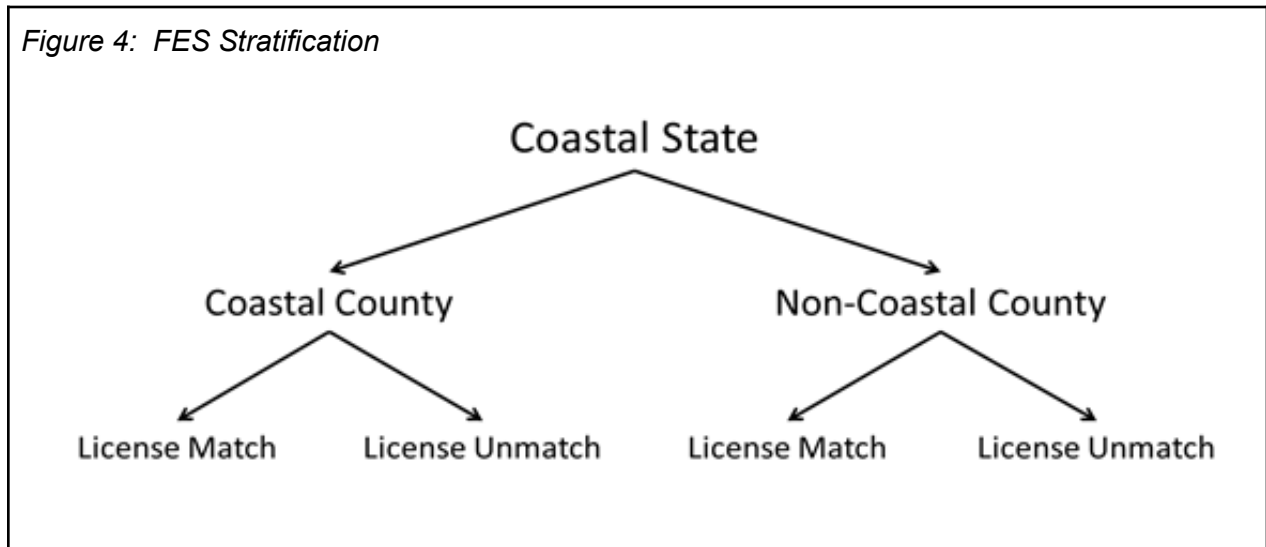 Figure 4: FES Stratification
Coastal State
Coastal County
Non-Coastal County
License Match
License Unmatch
License Match
License Unmatch